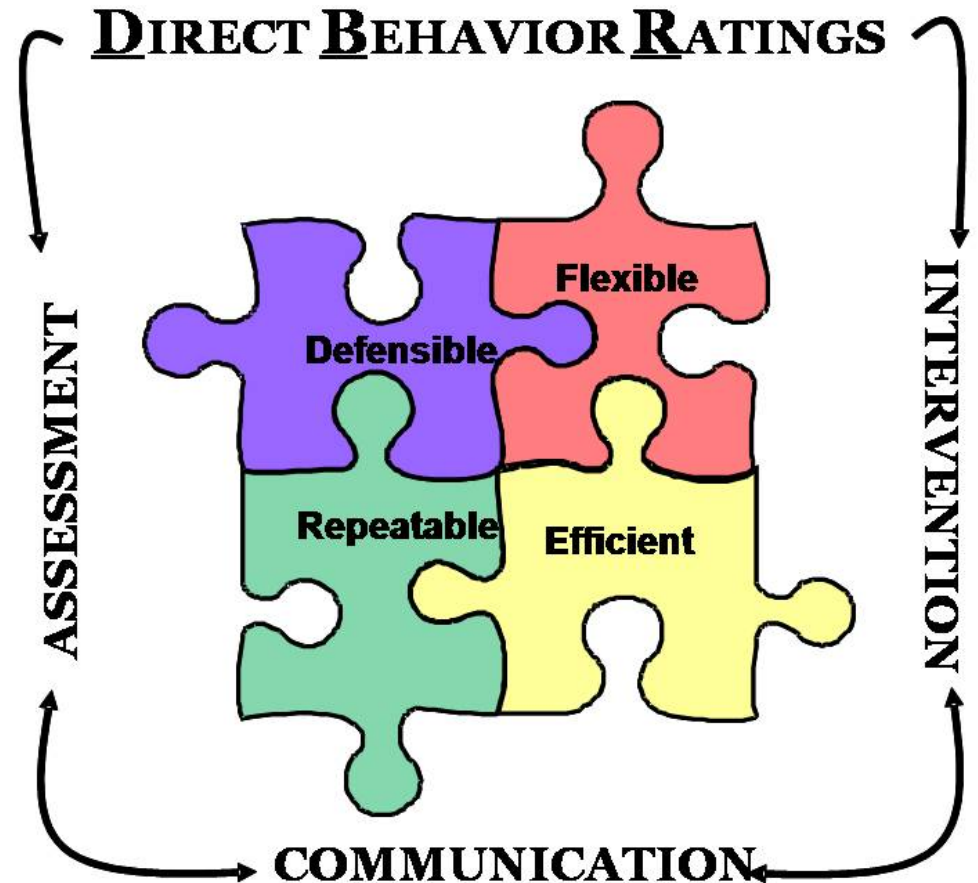 DIRECT BEHAVIOR RATINGS
Flexible
Defensible
Repeatable
Efficient
ASSESSMENT
INTERVENTION
COMMUNICATION